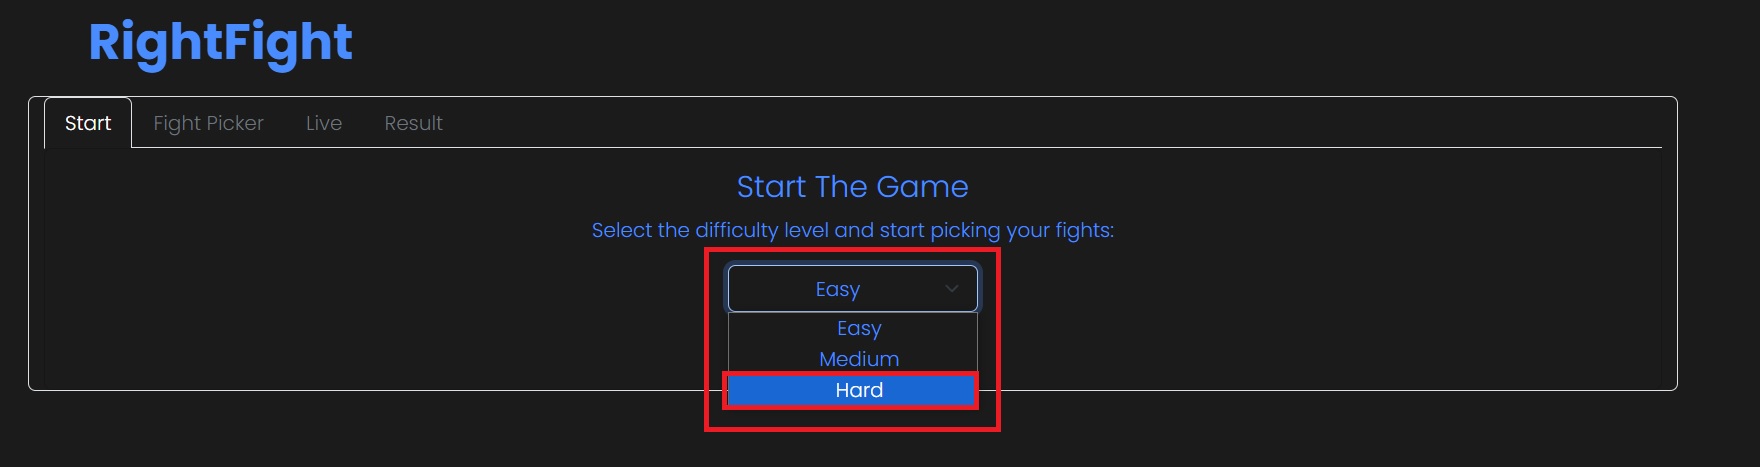 RightFight
Start Fight Picker Live Result
Start The Game
Select the difficulty level and start picking your fights:
Easy
Easy
Medium
Hard